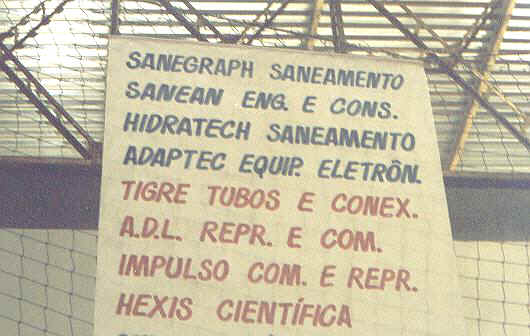 SANEGRAPH SANEAMENTO
SANEAN ENG. E CONS.
HIDRATECH SANEAMENTO
ADAPTEC EQUIP. ELETRÔN.
TIGRE TUBOS E CONEX.
A.D.L. REPR. E COM.
IMPULSO COM. E REPR.
HEXIS CIENTÍFICA